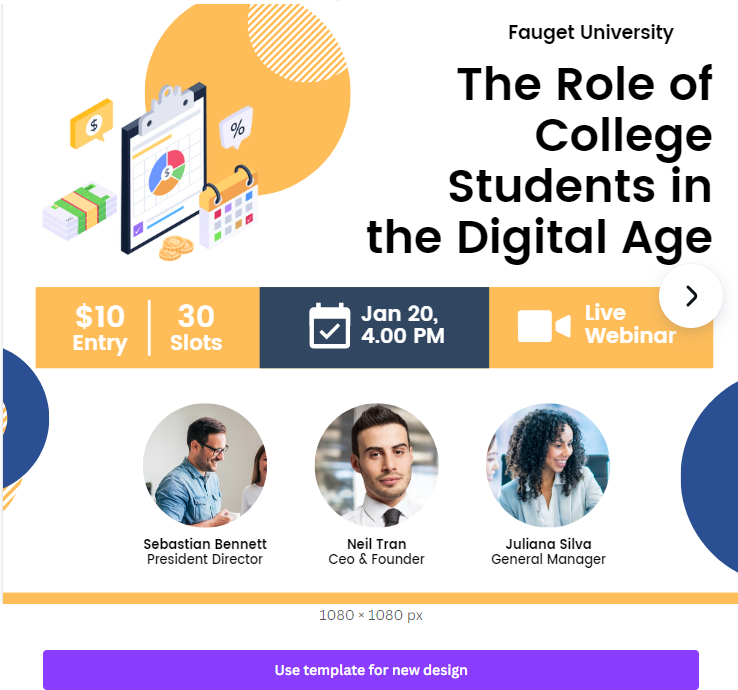 Fauget University
The Role of
College
Students in
the Digital Age
$
%
$
$10
Entry
30
Slots
Jan 20,
4.00 PM
Live
Webinar
Sebastian Bennett
President Director
Neil Tran
Ceo & Founder
Juliana Silva
General Manager
1080 × 1080 px
Use template for new design